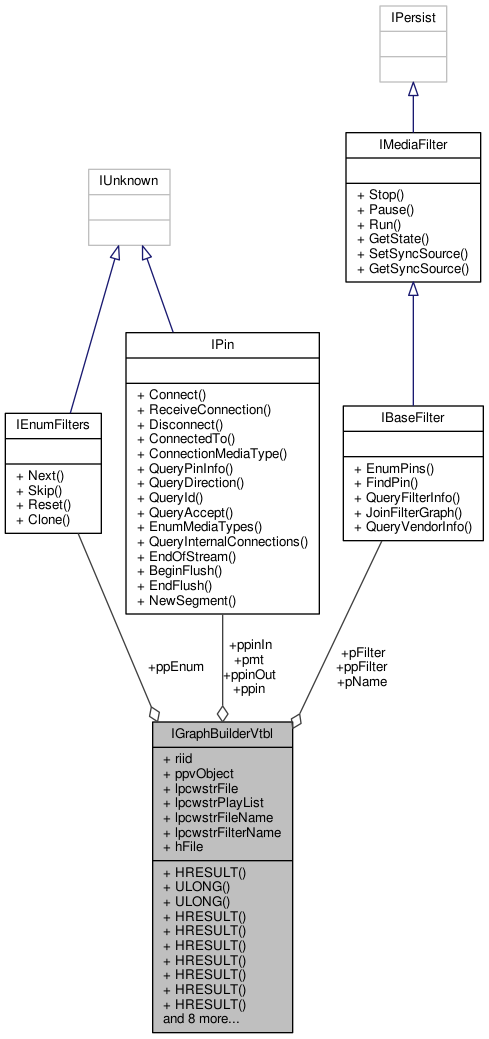 IPersist
IMediaFilter
+ Stop()
+ Pause()
+ Run()
+ GetState()
+ SetSyncSource()
+ GetSyncSource()
IUnknown
IPin
+ Connect()
+ ReceiveConnection()
+ Disconnect()
+ ConnectedTo()
+ ConnectionMediaType()
+ QueryPinInfo()
+ QueryDirection()
+ QueryId()
+ QueryAccept()
+ EnumMediaTypes()
+ QueryInternalConnections()
+ EndOfStream()
+ BeginFlush()
+ EndFlush()
+ NewSegment()
IEnumFilters
+ Next()
+ Skip()
+ Reset()
+ Clone()
IBaseFilter
+ EnumPins()
+ FindPin()
+ QueryFilterInfo()
+ JoinFilterGraph()
+ QueryVendorInfo()
+ppEnum
+ppinIn
+pmt
+ppinOut
+ppin
+pFilter
+ppFilter
+pName
IGraphBuilderVtbl
+ riid
+ ppvObject
+ lpcwstrFile
+ lpcwstrPlayList
+ lpcwstrFileName
+ lpcwstrFilterName
+ hFile
+ HRESULT()
+ ULONG()
+ ULONG()
+ HRESULT()
+ HRESULT()
+ HRESULT()
+ HRESULT()
+ HRESULT()
+ HRESULT()
+ HRESULT()
and 8 more...